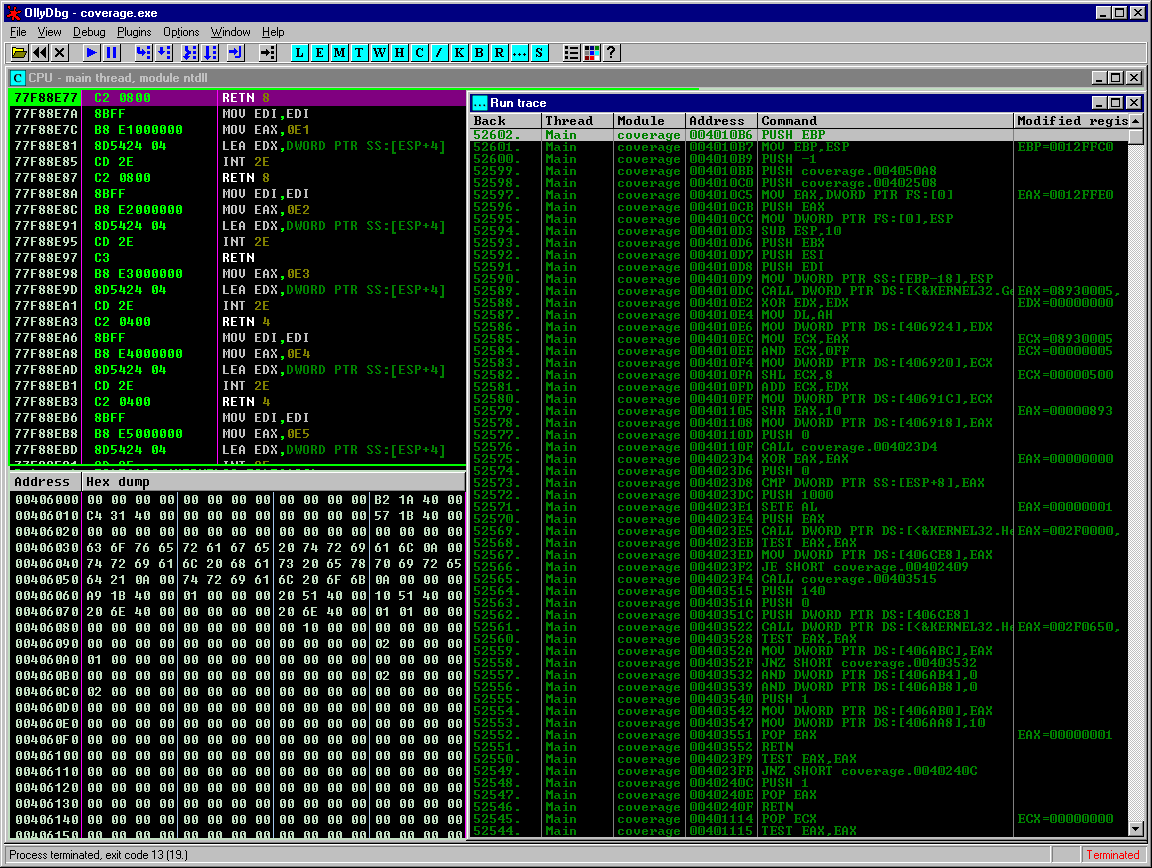 OllyDbg - coverage.exe
File View Debug Plugins Options Window Help
L E M T W H C / K B R ... S ?
C CPU - main thread, module ntdll
77F88E77 C2 0800 RETN 8
77F88E7A 8BFF MOV EDI,EDI
77F88E7C B8 E1000000 MOV EAX,0E1
77F88E81 8D5424 04 LEA EDX,DWORD PTR SS:[ESP+4]
77F88E85 CD 2E INT 2E
77F88E87 C2 0800 RETN 8
77F88E8A 8BFF MOV EDI,EDI
77F88E8C B8 E2000000 MOV EAX,0E2
77F88E91 8D5424 04 LEA EDX,DWORD PTR SS:[ESP+4]
77F88E95 CD 2E INT 2E
77F88E97 C3 RETN
77F88E98 B8 E3000000 MOV EAX,0E3
77F88E9D 8D5424 04 LEA EDX,DWORD PTR SS:[ESP+4]
77F88EA1 CD 2E INT 2E
77F88EA3 C2 0400 RETN 4
77F88EA6 8BFF MOV EDI,EDI
77F88EA8 B8 E4000000 MOV EAX,0E4
77F88EAD 8D5424 04 LEA EDX,DWORD PTR SS:[ESP+4]
77F88EB1 CD 2E INT 2E
77F88EB3 C2 0400 RETN 4
77F88EB6 8BFF MOV EDI,EDI
77F88EB8 B8 E5000000 MOV EAX,0E5
77F88EBD 8D5424 04 LEA EDX,DWORD PTR SS:[ESP+4]
Address Hex dump
00406000 00 00 00 00 00 00 00 00 00 00 00 00 B2 1A 40 00
00406010 C4 31 40 00 00 00 00 00 00 00 00 00 57 1B 40 00
00406020 00 00 00 00 00 00 00 00 00 00 00 00 00 00 00 00
00406030 63 6F 76 65 72 61 67 65 20 74 72 69 61 6C 0A 00
00406040 74 72 69 61 6C 20 68 61 73 20 65 78 70 69 72 65
00406050 64 21 0A 00 74 72 69 61 6C 20 6F 6B 0A 00 00 00
00406060 A9 1B 40 00 01 00 00 00 20 51 40 00 10 51 40 00
00406070 20 6E 40 00 00 00 00 00 20 6E 40 00 01 01 00 00
00406080 00 00 00 00 00 00 00 00 00 10 00 00 00 00 00 00
00406090 00 00 00 00 00 00 00 00 00 00 00 00 02 00 00 00
004060A0 01 00 00 00 00 00 00 00 00 00 00 00 00 00 00 00
004060B0 00 00 00 00 00 00 00 00 00 00 00 00 02 00 00 00
004060C0 02 00 00 00 00 00 00 00 00 00 00 00 00 00 00 00
004060D0 00 00 00 00 00 00 00 00 00 00 00 00 00 00 00 00
004060E0 00 00 00 00 00 00 00 00 00 00 00 00 00 00 00 00
004060F0 00 00 00 00 00 00 00 00 00 00 00 00 00 00 00 00
00406100 00 00 00 00 00 00 00 00 00 00 00 00 00 00 00 00
00406110 00 00 00 00 00 00 00 00 00 00 00 00 00 00 00 00
00406120 00 00 00 00 00 00 00 00 00 00 00 00 00 00 00 00
00406130 00 00 00 00 00 00 00 00 00 00 00 00 00 00 00 00
00406140 00 00 00 00 00 00 00 00 00 00 00 00 00 00 00 00
00406150 00 00 00 00 00 00 00 00 00 00 00 00 00 00 00 00
... Run trace
Back Thread Module Address Command Modified regis
52602. Main coverage 004010B6 PUSH EBP
52601. Main coverage 004010B7 MOV EBP,ESP EBP=0012FFC0
52600. Main coverage 004010B9 PUSH -1
52599. Main coverage 004010BB PUSH coverage.004050A8
52598. Main coverage 004010C0 PUSH coverage.00402508
52597. Main coverage 004010C5 MOV EAX,DWORD PTR FS:[0] EAX=0012FFE0
52596. Main coverage 004010CB PUSH EAX
52595. Main coverage 004010CC MOV DWORD PTR FS:[0],ESP
52594. Main coverage 004010D3 SUB ESP,10
52593. Main coverage 004010D6 PUSH EBX
52592. Main coverage 004010D7 PUSH ESI
52591. Main coverage 004010D8 PUSH EDI
52590. Main coverage 004010D9 MOV DWORD PTR SS:[EBP-18],ESP
52589. Main coverage 004010DC CALL DWORD PTR DS:[<&KERNEL32.Ge EAX=08930005,
52588. Main coverage 004010E2 XOR EDX,EDX EDX=00000000
52587. Main coverage 004010E4 MOV DL,AH
52586. Main coverage 004010E6 MOV DWORD PTR DS:[406924],EDX
52585. Main coverage 004010EC MOV ECX,EAX ECX=08930005
52584. Main coverage 004010EE AND ECX,0FF ECX=00000005
52583. Main coverage 004010F4 MOV DWORD PTR DS:[406920],ECX
52582. Main coverage 004010FA SHL ECX,8 ECX=00000500
52581. Main coverage 004010FD ADD ECX,EDX
52580. Main coverage 004010FF MOV DWORD PTR DS:[40691C],ECX
52579. Main coverage 00401105 SHR EAX,10 EAX=00000893
52578. Main coverage 00401108 MOV DWORD PTR DS:[406918],EAX
52577. Main coverage 0040110D PUSH 0
52576. Main coverage 0040110F CALL coverage.004023D4
52575. Main coverage 004023D4 XOR EAX,EAX EAX=00000000
52574. Main coverage 004023D6 PUSH 0
52573. Main coverage 004023D8 CMP DWORD PTR SS:[ESP+8],EAX
52572. Main coverage 004023DC PUSH 1000
52571. Main coverage 004023E1 SETE AL EAX=00000001
52570. Main coverage 004023E4 PUSH EAX
52569. Main coverage 004023E5 CALL DWORD PTR DS:[<&KERNEL32.He EAX=002F0000,
52568. Main coverage 004023EB TEST EAX,EAX
52567. Main coverage 004023ED MOV DWORD PTR DS:[406CE8],EAX
52566. Main coverage 004023F2 JE SHORT coverage.00402409
52565. Main coverage 004023F4 CALL coverage.00403515
52564. Main coverage 00403515 PUSH 140
52563. Main coverage 0040351A PUSH 0
52562. Main coverage 0040351C PUSH DWORD PTR DS:[406CE8]
52561. Main coverage 00403522 CALL DWORD PTR DS:[<&KERNEL32.He EAX=002F0650,
52560. Main coverage 00403528 TEST EAX,EAX
52559. Main coverage 0040352A MOV DWORD PTR DS:[406ABC],EAX
52558. Main coverage 0040352F JNZ SHORT coverage.00403532
52557. Main coverage 00403532 AND DWORD PTR DS:[406AB4],0
52556. Main coverage 00403539 AND DWORD PTR DS:[406AB8],0
52555. Main coverage 00403540 PUSH 1
52554. Main coverage 00403542 MOV DWORD PTR DS:[406AB0],EAX
52553. Main coverage 00403547 MOV DWORD PTR DS:[406AA8],10
52552. Main coverage 00403551 POP EAX EAX=00000001
52551. Main coverage 00403552 RETN
52550. Main coverage 004023F9 TEST EAX,EAX
52549. Main coverage 004023FB JNZ SHORT coverage.0040240C
52548. Main coverage 0040240C PUSH 1
52547. Main coverage 0040240E POP EAX
52546. Main coverage 0040240F RETN
52545. Main coverage 00401114 POP ECX ECX=00000000
52544. Main coverage 00401115 TEST EAX,EAX
Process terminated, exit code 13 (19.)
Terminated